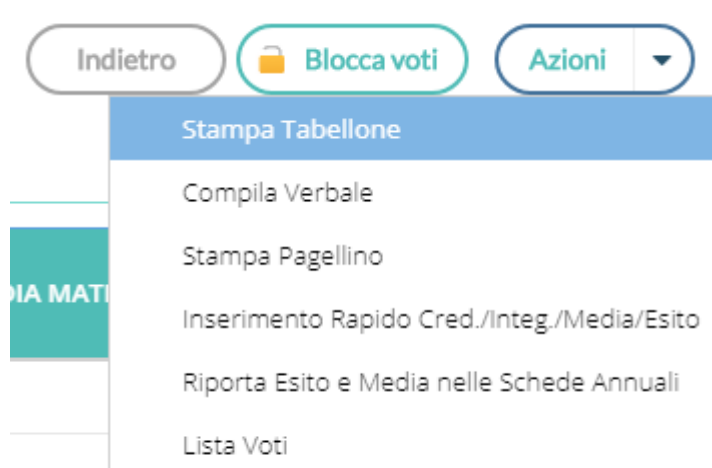 Indietro
Blocca voti
Azioni
Stampa Tabellone
Compila Verbale
Stampa Pagellino
Inserimento Rapido Cred./Integ./Media/Esito
Riporta Esito e Media nelle Schede Annuali
Lista Voti